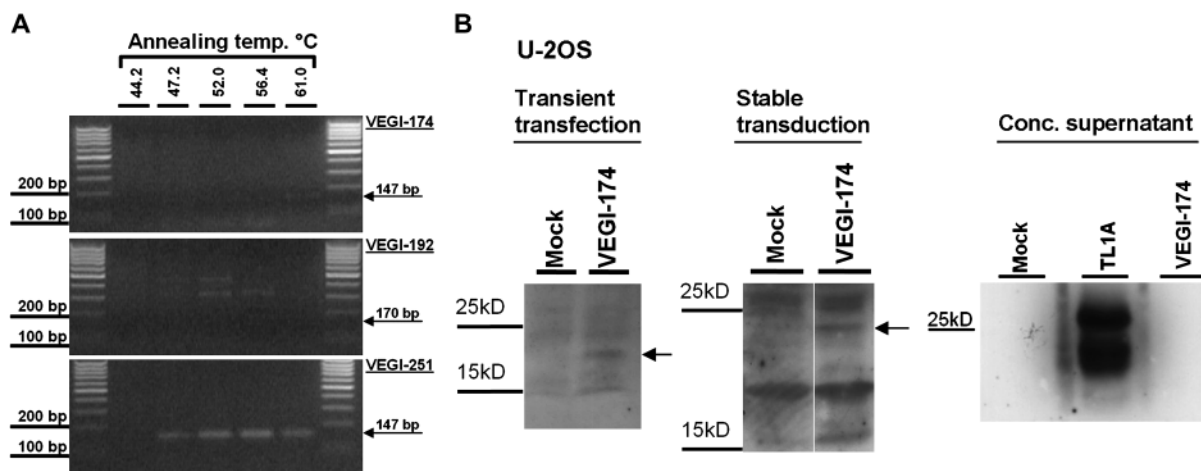 A
Annealing temp. °C
44.2 47.2 52.0 56.4 61.0
VEGI-174
200 bp
147 bp
100 bp
VEGI-192
200 bp
170 bp
100 bp
VEGI-251
200 bp
147 bp
100 bp
B
U-2OS
Transient
transfection
Mock VEGI-174
25kD
15kD
Stable
transduction
Mock VEGI-174
25kD
15kD
Conc. supernatant
Mock TL1A VEGI-174
25kD